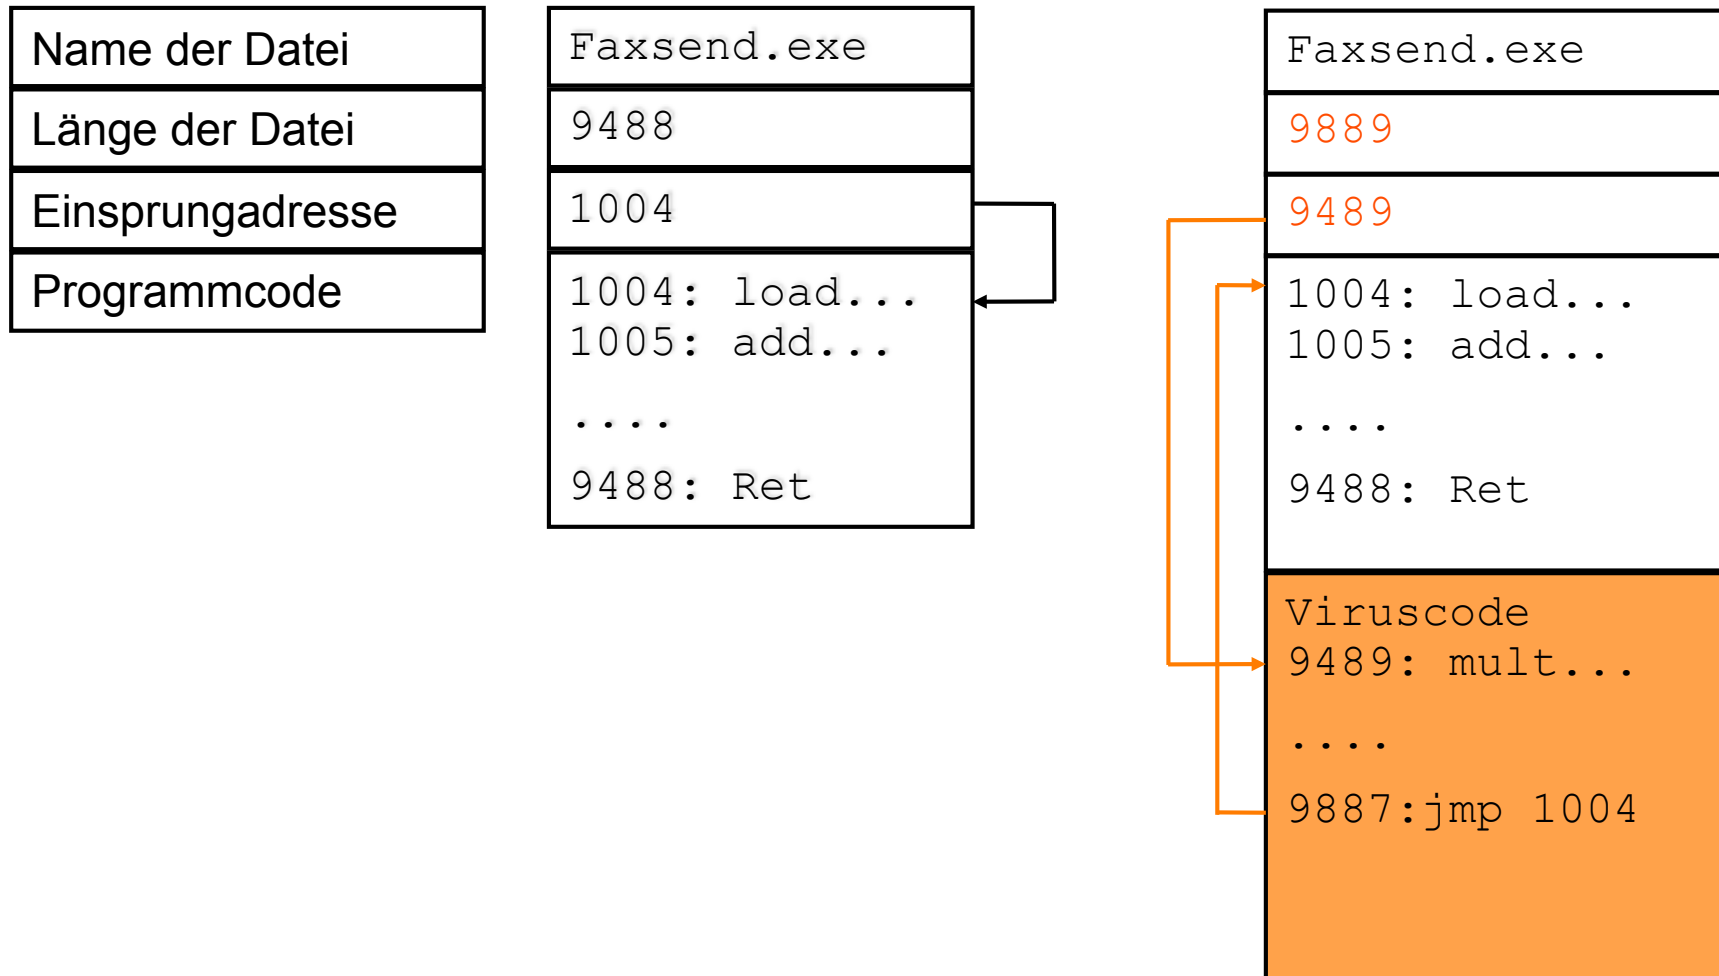 Name der Datei
Länge der Datei
Einsprungadresse
Programmcode
Faxsend.exe
9488
1004
1004: load...
1005: add...
....
9488: Ret
Faxsend.exe
9889
9489
1004: load...
1005: add...
....
9488: Ret
Viruscode
9489: mult...
....
9887:jmp 1004